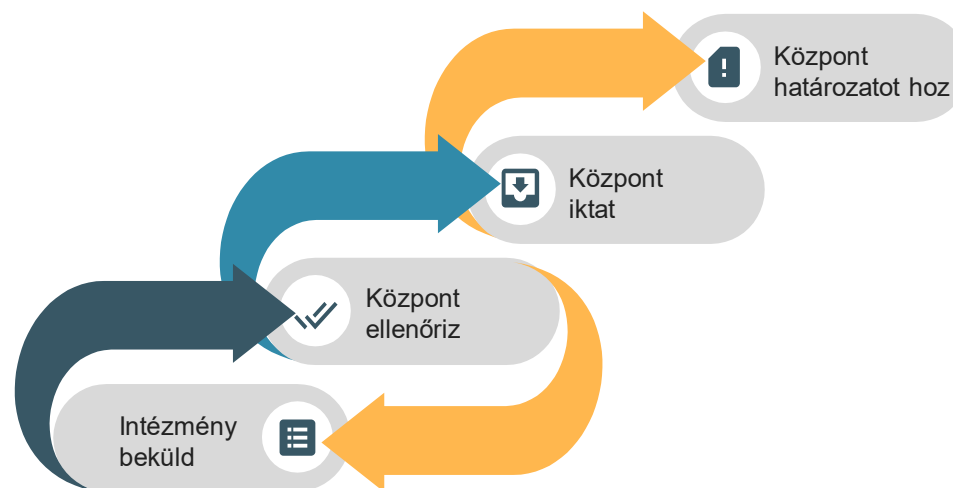 Központ
határozatot hoz
Központ
iktat
Központ
ellenőriz
Intézmény
beküld